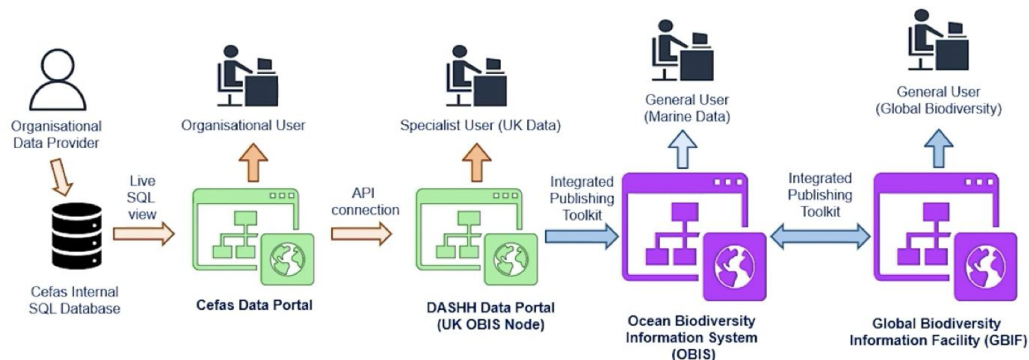 Organisational
Data Provider
Organisational User
Specialist User (UK Data)
General User
(Marine Data)
General User
(Global Biodiversity)
Live
SQL
view
API
connection
Integrated
Publishing
Toolkit
Integrated
Publishing
Toolkit
Cefas Internal
SQL Database
Cefas Data Portal
DASHH Data Portal
(UK OBIS Node)
Ocean Biodiversity
Information System
(OBIS)
Global Biodiversity
Information Facility (GBIF)